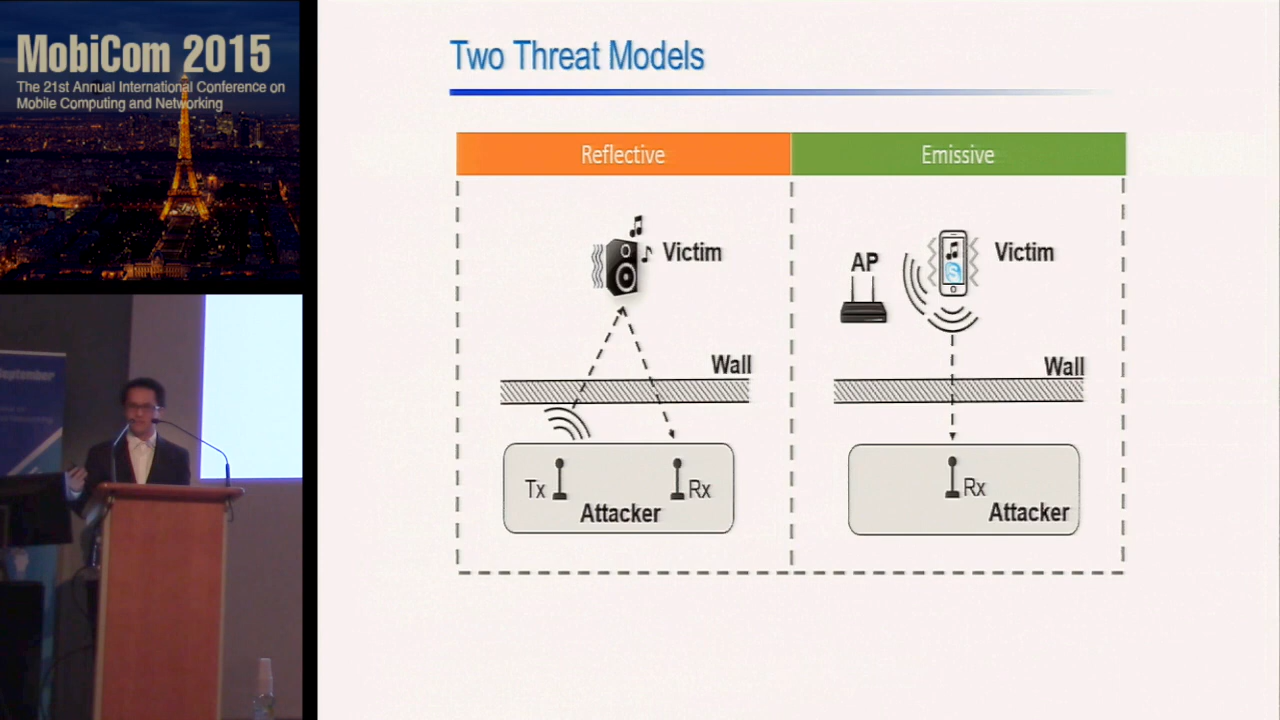 MobiCom 2015
The 21st Annual International Conference on
Mobile Computing and Networking
September
Two Threat Models
Reflective
Emissive
Victim
Wall
Tx
Rx
Attacker
AP
Victim
Wall
Rx
Attacker